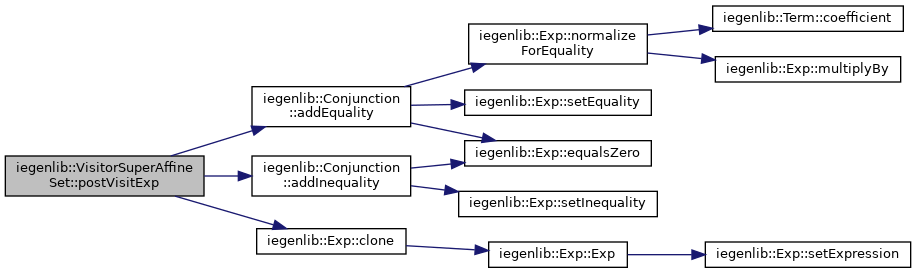 iegenlib::VisitorSuperAffine
Set::postVisitExp
iegenlib::Conjunction
::addEquality
iegenlib::Exp::normalize
ForEquality
iegenlib::Term::coefficient
iegenlib::Exp::multiplyBy
iegenlib::Exp::setEquality
iegenlib::Exp::equalsZero
iegenlib::Conjunction
::addInequality
iegenlib::Exp::setInequality
iegenlib::Exp::clone
iegenlib::Exp::Exp
iegenlib::Exp::setExpression